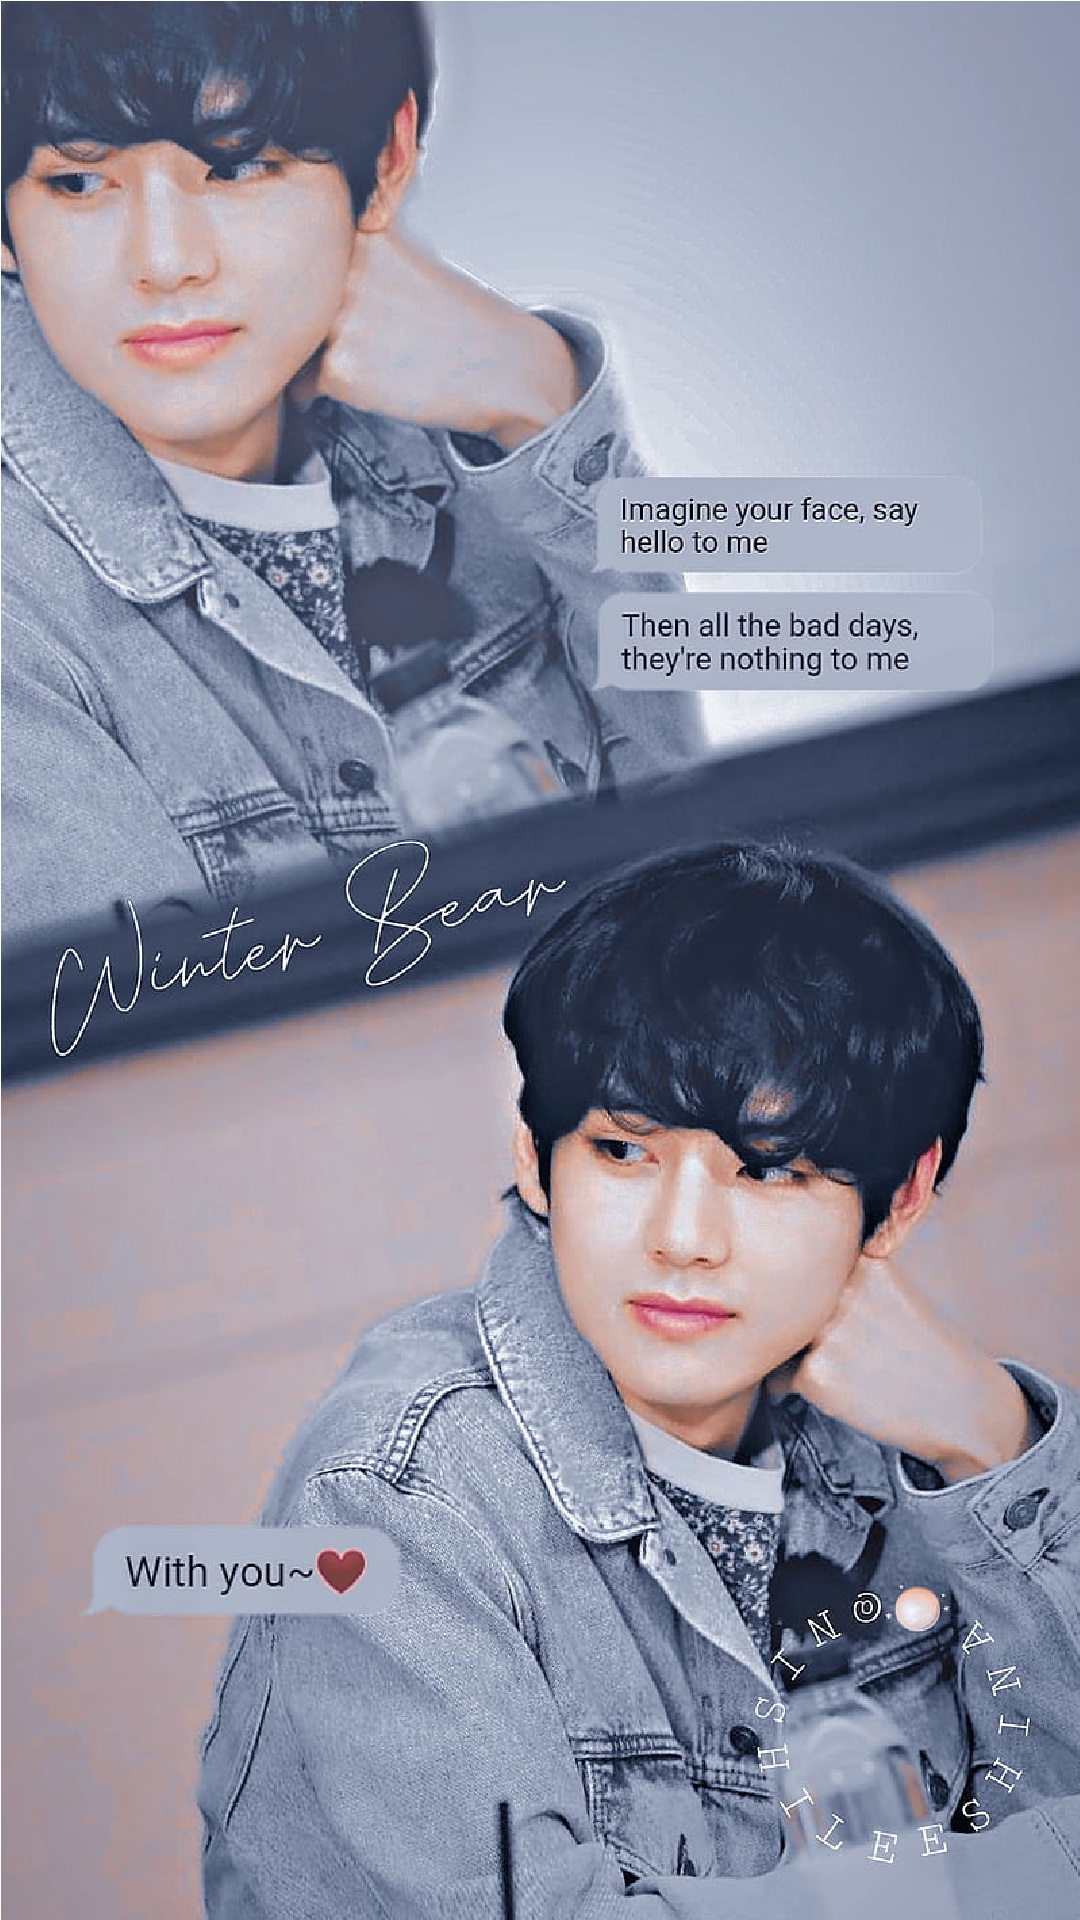 Imagine your face, say
hello to me
Then all the bad days,
they're nothing to me
Winter Bear
With you~❤️
@NISHILEESHINA